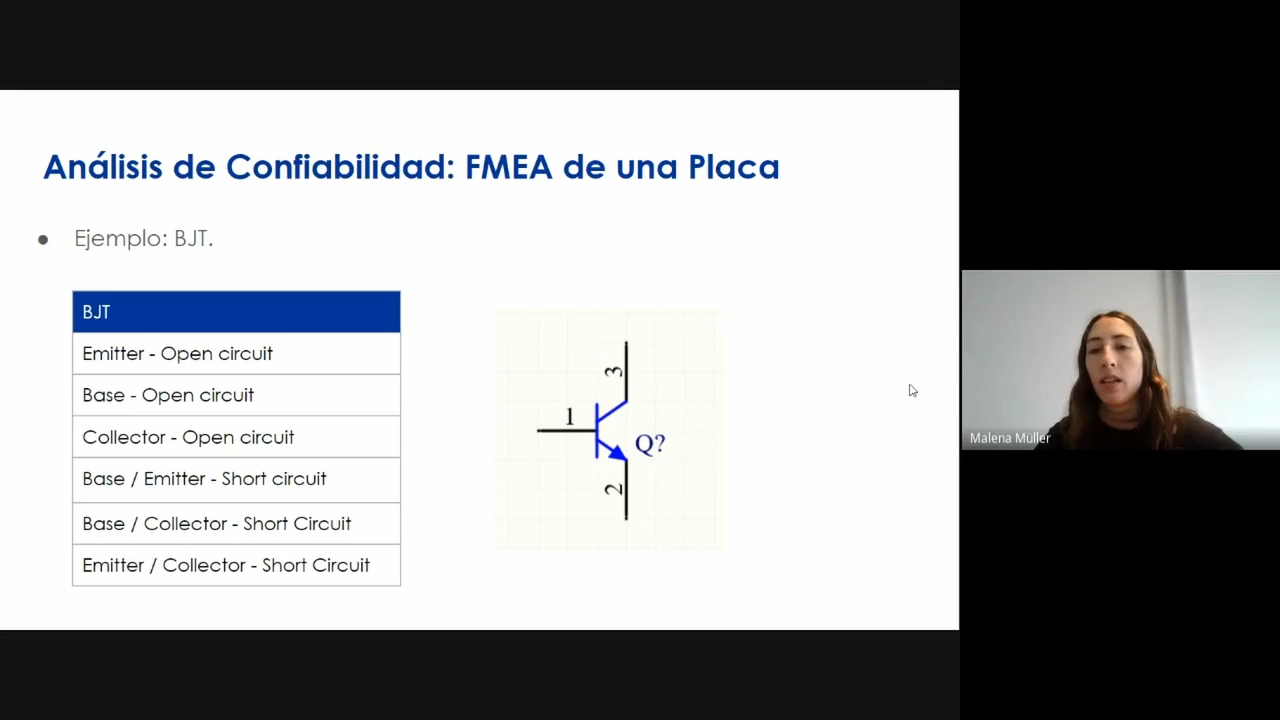 Análisis de Confiabilidad: FMEA de una Placa
● Ejemplo: BJT.
BJT
Emitter - Open circuit
Base - Open circuit
Collector - Open circuit
Base / Emitter - Short circuit
Base / Collector - Short Circuit
Emitter / Collector - Short Circuit
3
1
Q?
2
Malena Müller